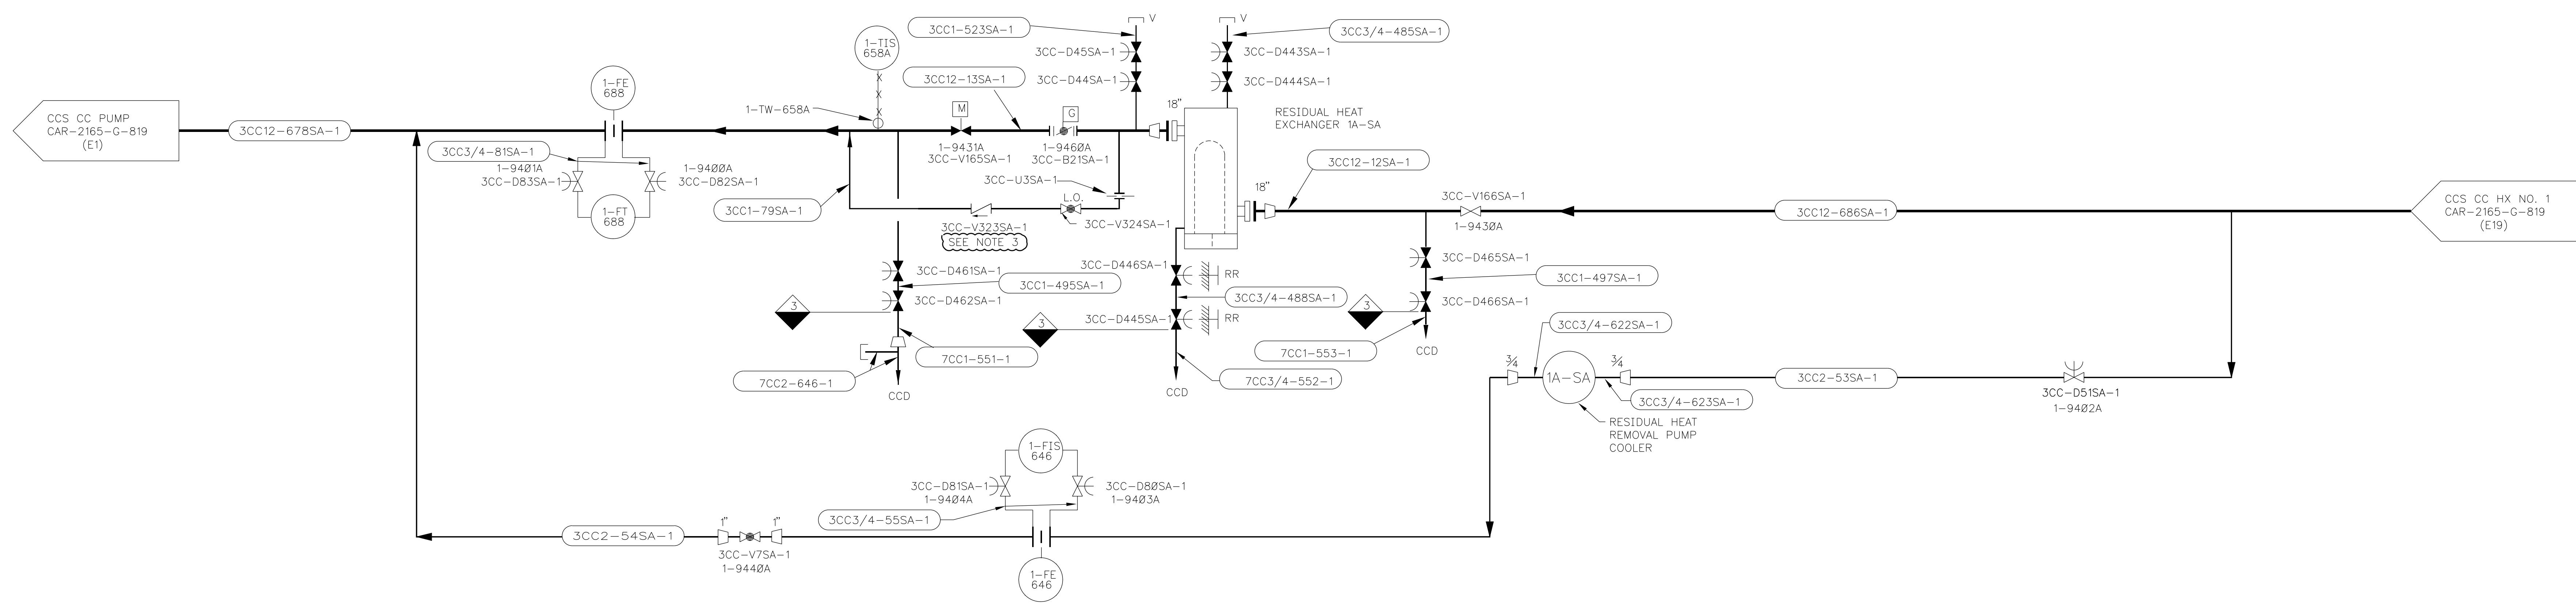 CCS CC PUMP
CAR-2165-G-819
(E1)
3CC12-678SA-1
1-FE
688
3CC3/4-81SA-1
1-94Ø1A
3CC-D83SA-1
1-94ØØA
3CC-D82SA-1
1-FT
688
1-TIS
658A
1-TW-658A
3CC1-523SA-1
3CC12-13SA-1
V
3CC-D45SA-1
3CC-D44SA-1
V
3CC3/4-485SA-1
3CC-D443SA-1
3CC-D444SA-1
M
G
18"
1-9431A
3CC-V165SA-1
1-946ØA
3CC-B21SA-1
RESIDUAL HEAT
EXCHANGER 1A-SA
3CC-U3SA-1
L.O.
3CC1-79SA-1
3CC-V323SA-1
SEE NOTE 3
3CC-V324SA-1
18"
3CC12-12SA-1
3CC-V166SA-1
1-943ØA
3CC12-686SA-1
CCS CC HX NO. 1
CAR-2165-G-819
(E19)
3CC-D461SA-1
3CC1-495SA-1
3CC-D462SA-1
3
7CC1-551-1
7CC2-646-1
CCD
3CC-D446SA-1
RR
3CC3/4-488SA-1
3
3CC-D445SA-1
RR
7CC3/4-552-1
CCD
3CC-D465SA-1
3CC1-497SA-1
3
3CC-D466SA-1
7CC1-553-1
CCD
3CC3/4-622SA-1
3/4
1A-SA
3/4
3CC3/4-623SA-1
RESIDUAL HEAT
REMOVAL PUMP
COOLER
3CC2-53SA-1
3CC-D51SA-1
1-94Ø2A
1-FIS
646
3CC-D81SA-1
1-94Ø4A
3CC-D8ØSA-1
1-94Ø3A
3CC3/4-55SA-1
3CC2-54SA-1
1"
1"
3CC-V7SA-1
1-944ØA
1-FE
646